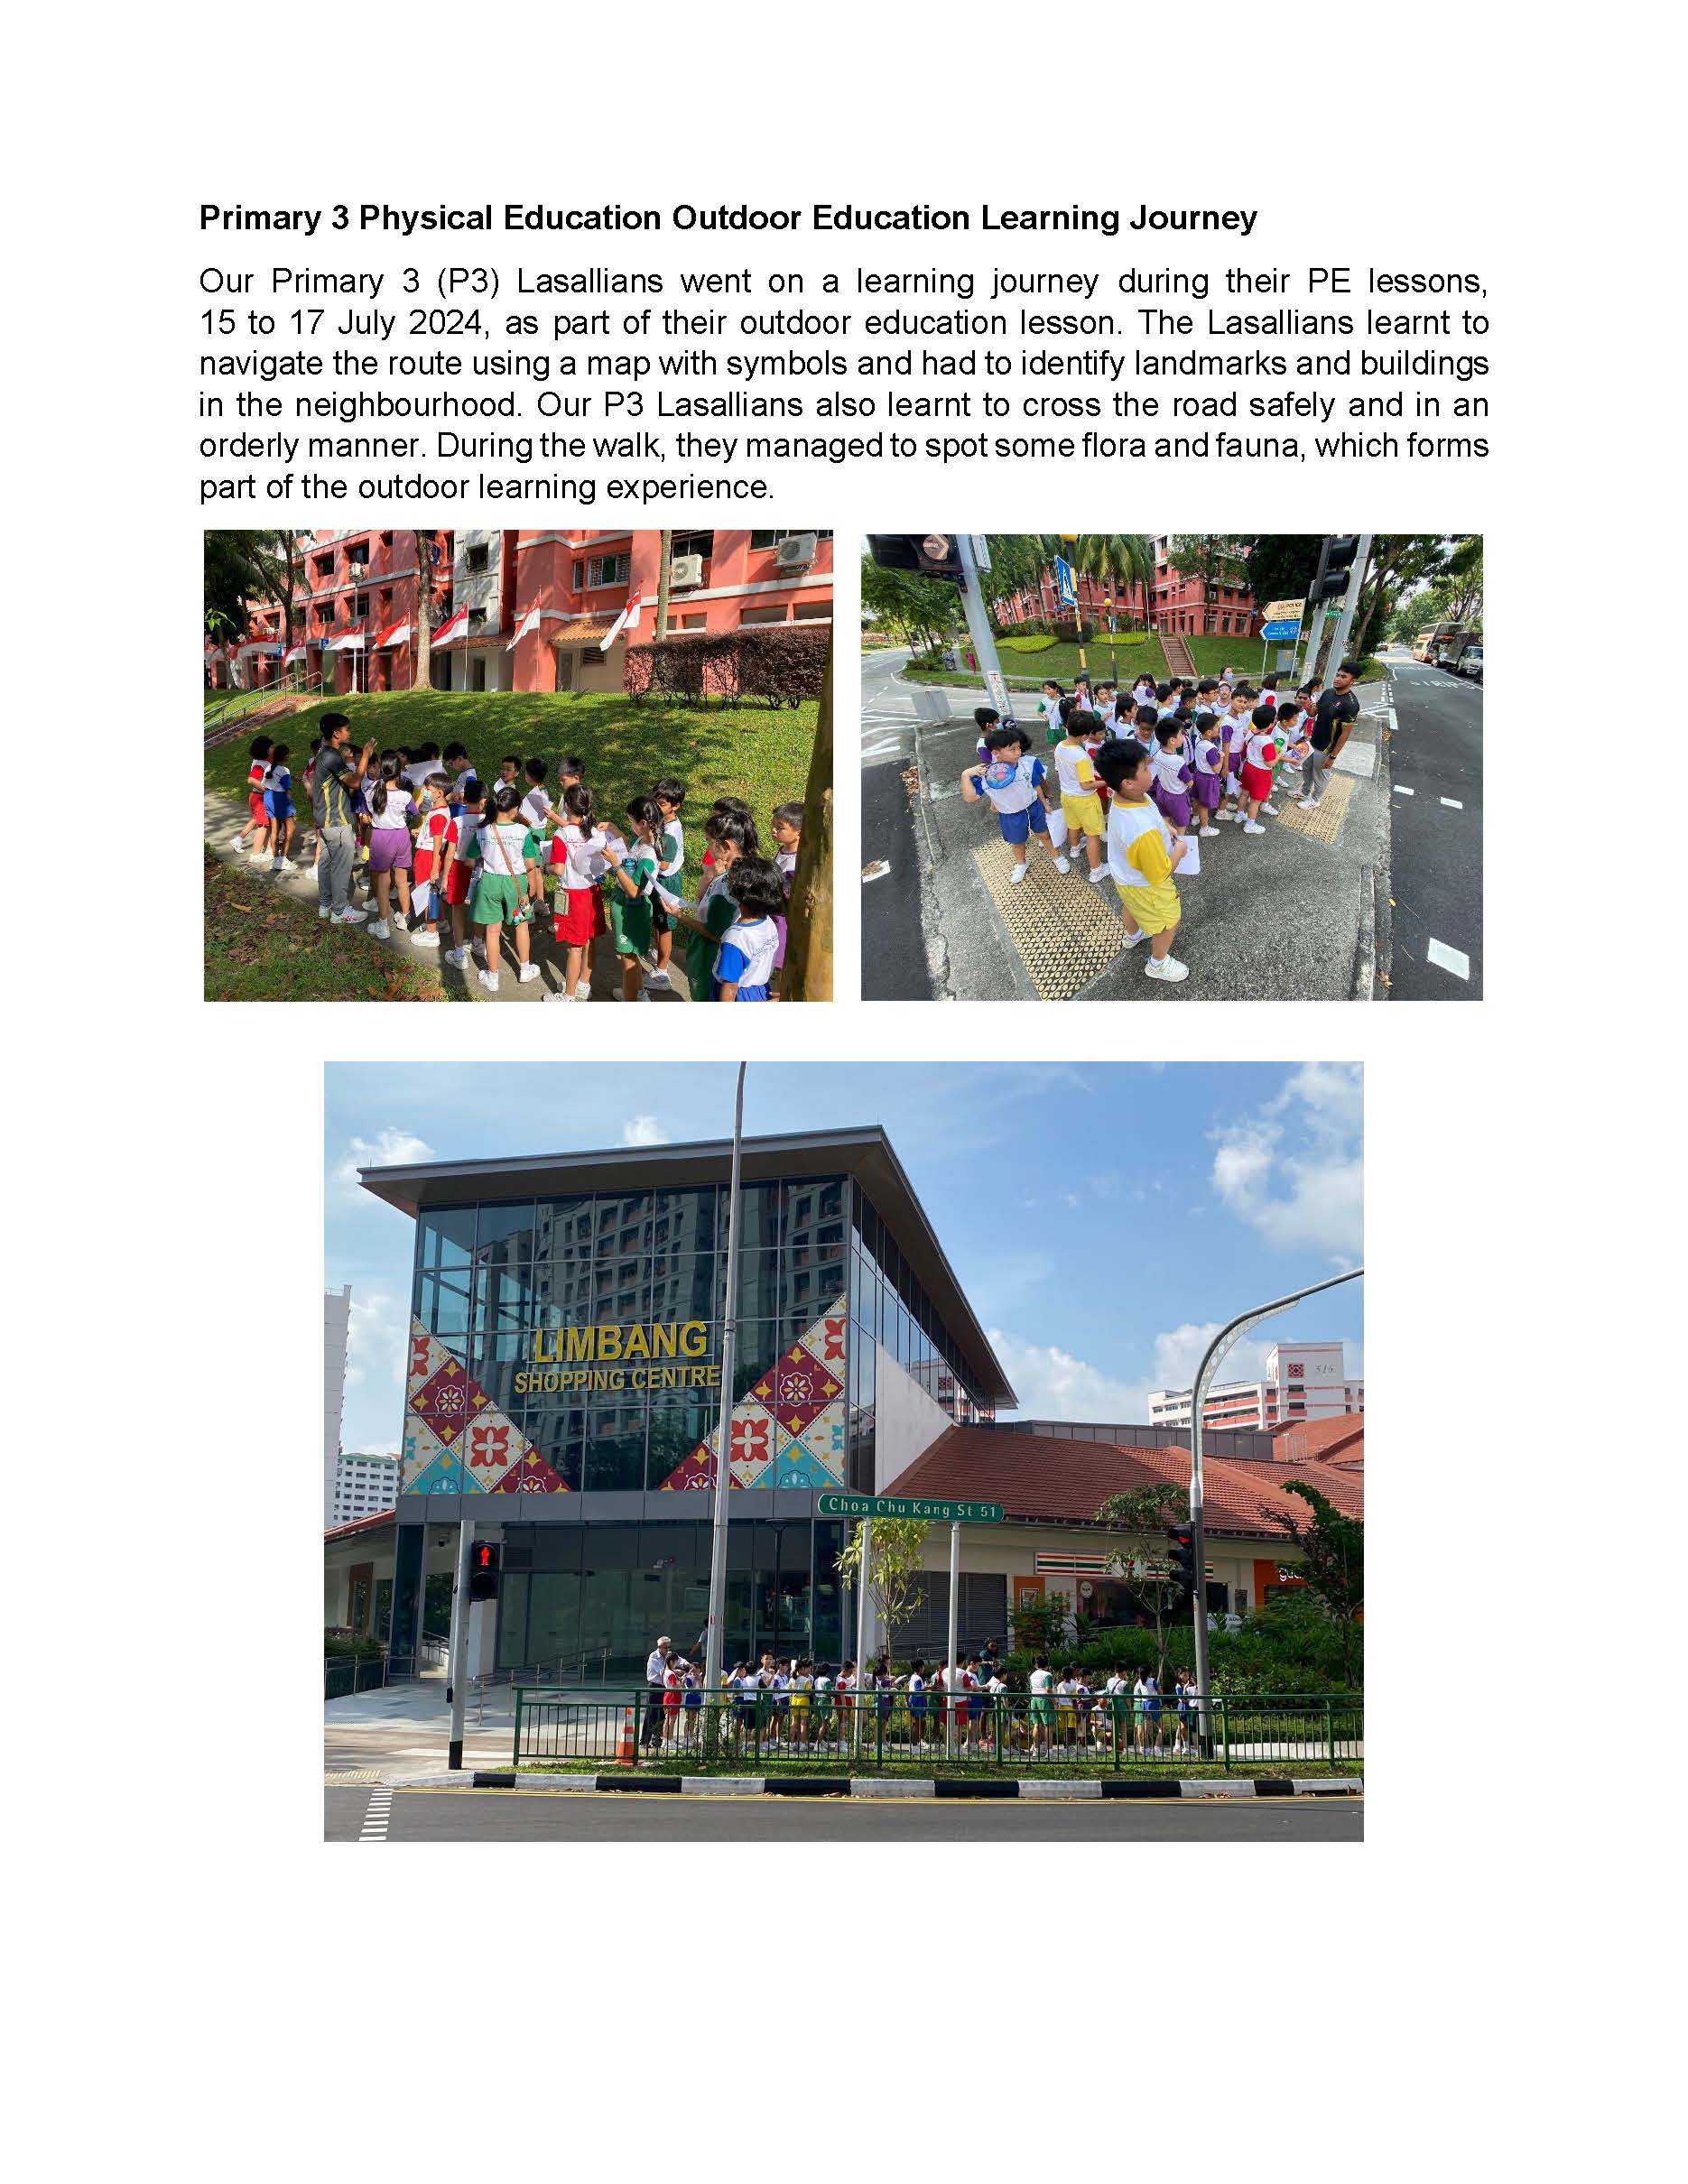 Primary 3 Physical Education Outdoor Education Learning Journey
Our Primary 3 (P3) Lasallians went on a learning journey during their PE lessons,
15 to 17 July 2024, as part of their outdoor education lesson. The Lasallians learnt to
navigate the route using a map with symbols and had to identify landmarks and buildings
in the neighbourhood. Our P3 Lasallians also learnt to cross the road safely and in an
orderly manner. During the walk, they managed to spot some flora and fauna, which forms
part of the outdoor learning experience.
LIMBANG
SHOPPING CENTRE
Choa Chu Kang St 51